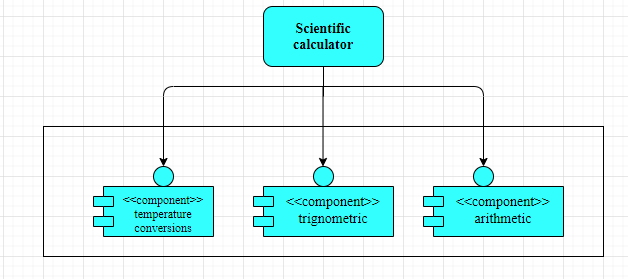 Scientific
calculator
<<component>>
temperature
conversions
<<component>>
trignometric
<<component>>
arithmetic